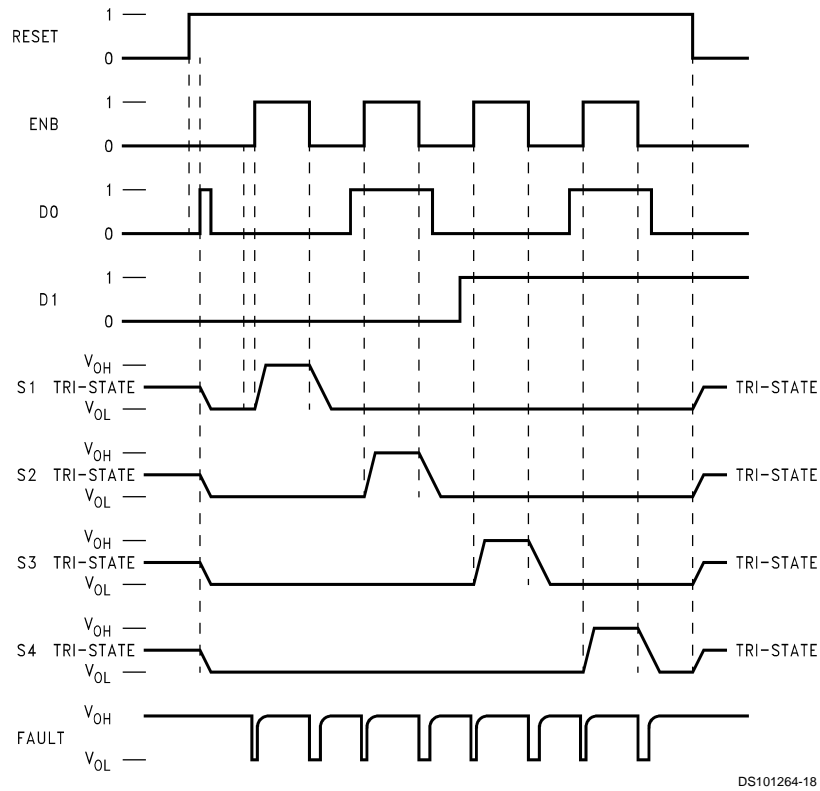 1
RESET
0
1
ENB
0
1
D0
0
1
D1
0
VOH
S1 TRI-STATE TRI-STATE
VOL
VOH
S2 TRI-STATE TRI-STATE
VOL
VOH
S3 TRI-STATE TRI-STATE
VOL
VOH
S4 TRI-STATE TRI-STATE
VOL
VOH
FAULT
VOL
DS101264-18